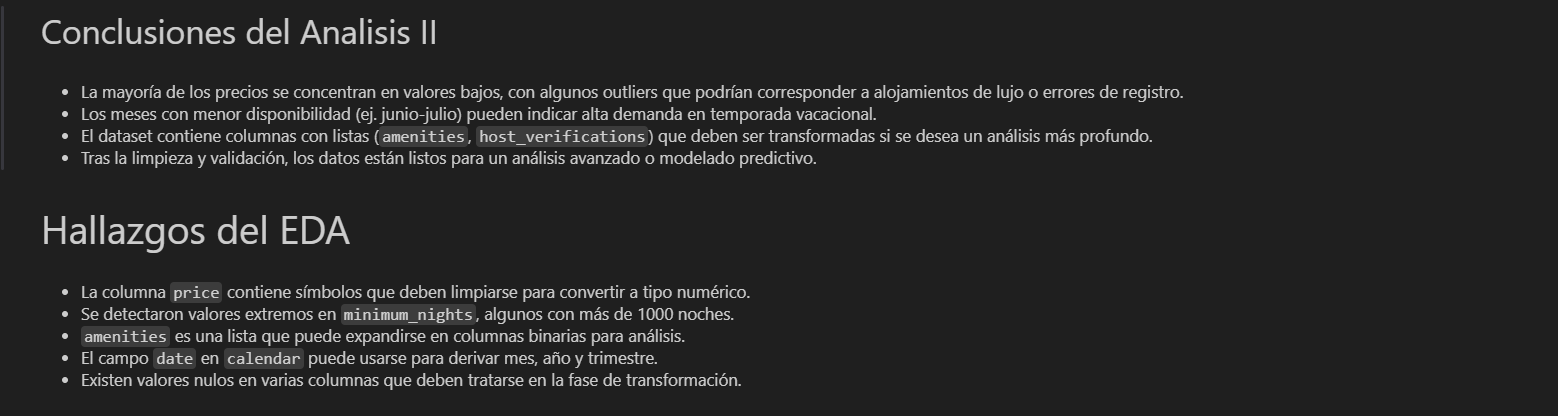 Conclusiones del Analisis II
• La mayoría de los precios se concentran en valores bajos, con algunos outliers que podrían corresponder a alojamientos de lujo o errores de registro.
• Los meses con menor disponibilidad (ej. junio-julio) pueden indicar alta demanda en temporada vacacional.
• El dataset contiene columnas con listas (amenities, host_verifications) que deben ser transformadas si se desea un análisis más profundo.
• Tras la limpieza y validación, los datos están listos para un análisis avanzado o modelado predictivo.
Hallazgos del EDA
• La columna price contiene símbolos que deben limpiarse para convertir a tipo numérico.
• Se detectaron valores extremos en minimum_nights, algunos con más de 1000 noches.
• amenities es una lista que puede expandirse en columnas binarias para análisis.
• El campo date en calendar puede usarse para derivar mes, año y trimestre.
• Existen valores nulos en varias columnas que deben tratarse en la fase de transformación.